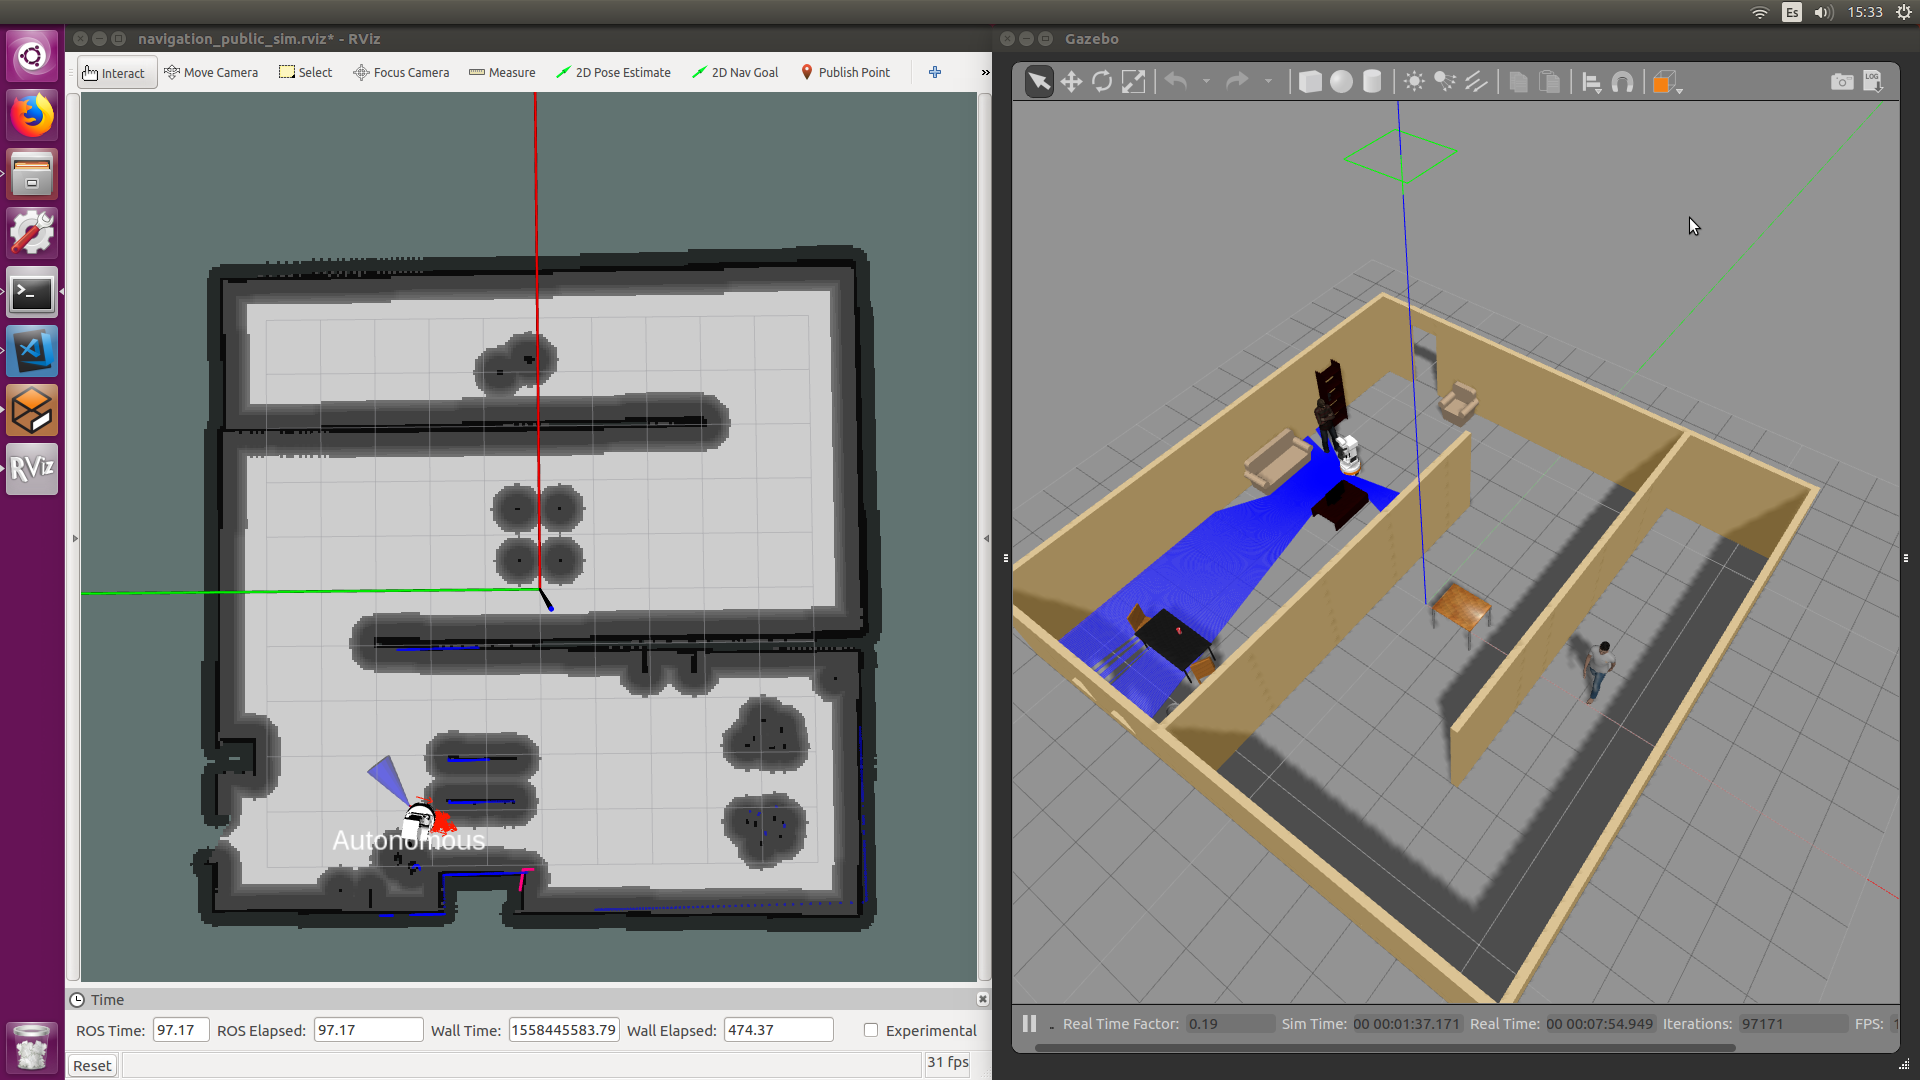 Es
15:33
navigation_public_sim.rviz* - RViz
Interact
Move Camera
Select
Focus Camera
Measure
2D Pose Estimate
2D Nav Goal
Publish Point
»
Autonomous
Time
ROS Time: 97.17
ROS Elapsed: 97.17
Wall Time: 1558445583.79
Wall Elapsed: 474.37
Experimental
Reset
31 fps
RViz
Gazebo
LOG
Real Time Factor: 0.19
Sim Time: 00 00:01:37.171
Real Time: 00 00:07:54.949
Iterations: 97171
FPS: